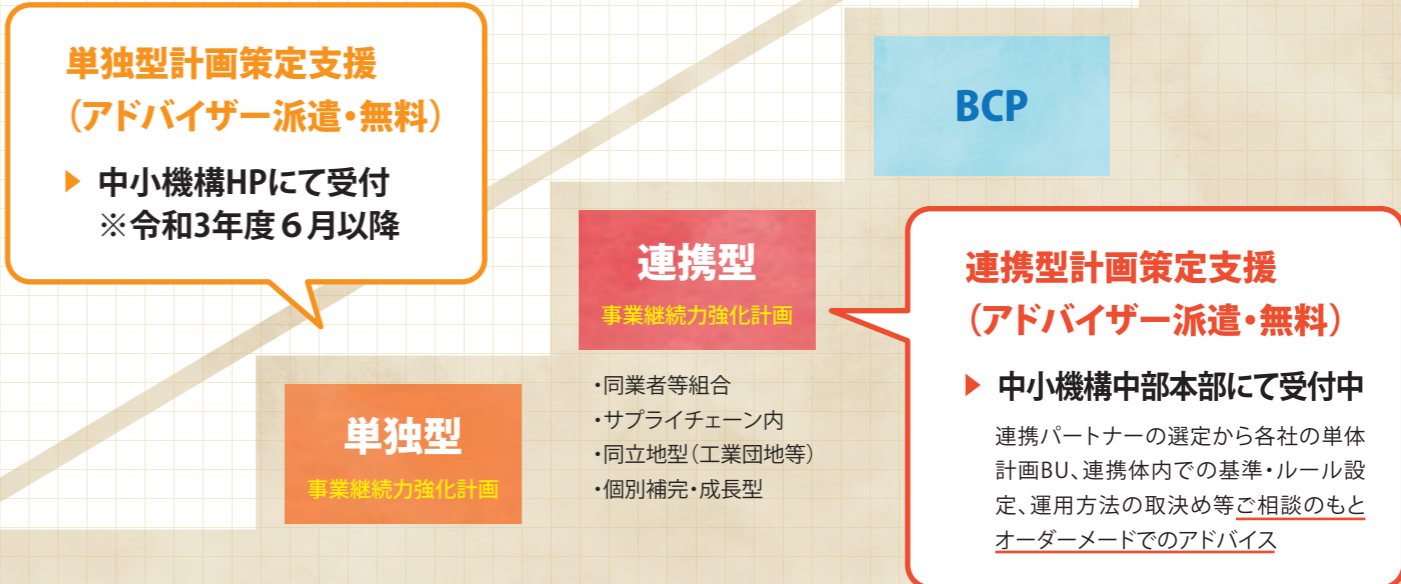 単独型計画策定支援
（アドバイザー派遣・無料）
▶ 中小機構HPにて受付
※令和3年度６月以降
BCP
連携型
事業継続力強化計画
・同業者等組合
・サプライチェーン内
・同立地型（工業団地等）
・個別補完・成長型
単独型
事業継続力強化計画
連携型計画策定支援
（アドバイザー派遣・無料）
▶ 中小機構中部本部にて受付中
連携パートナーの選定から各社の単体
計画BU、連携体内での基準・ルール設
定、運用方法の取決め等ご相談のもと
オーダーメードでのアドバイス